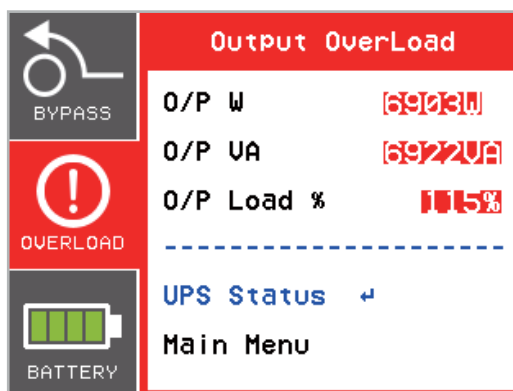 BYPASS
OVERLOAD
BATTERY
Output OverLoad
O/P W 6903W
O/P VA 6922VA
O/P Load % 115%
UPS Status ↵
Main Menu